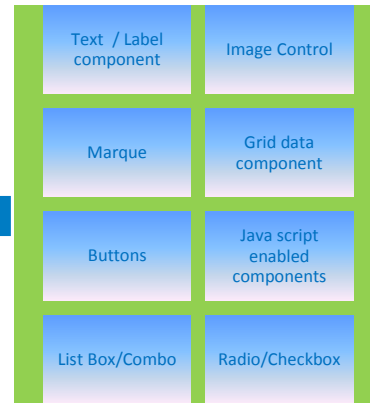 Text / Label
component
Image Control
Marque
Grid data
component
Buttons
Java script
enabled
components
List Box/Combo
Radio/Checkbox